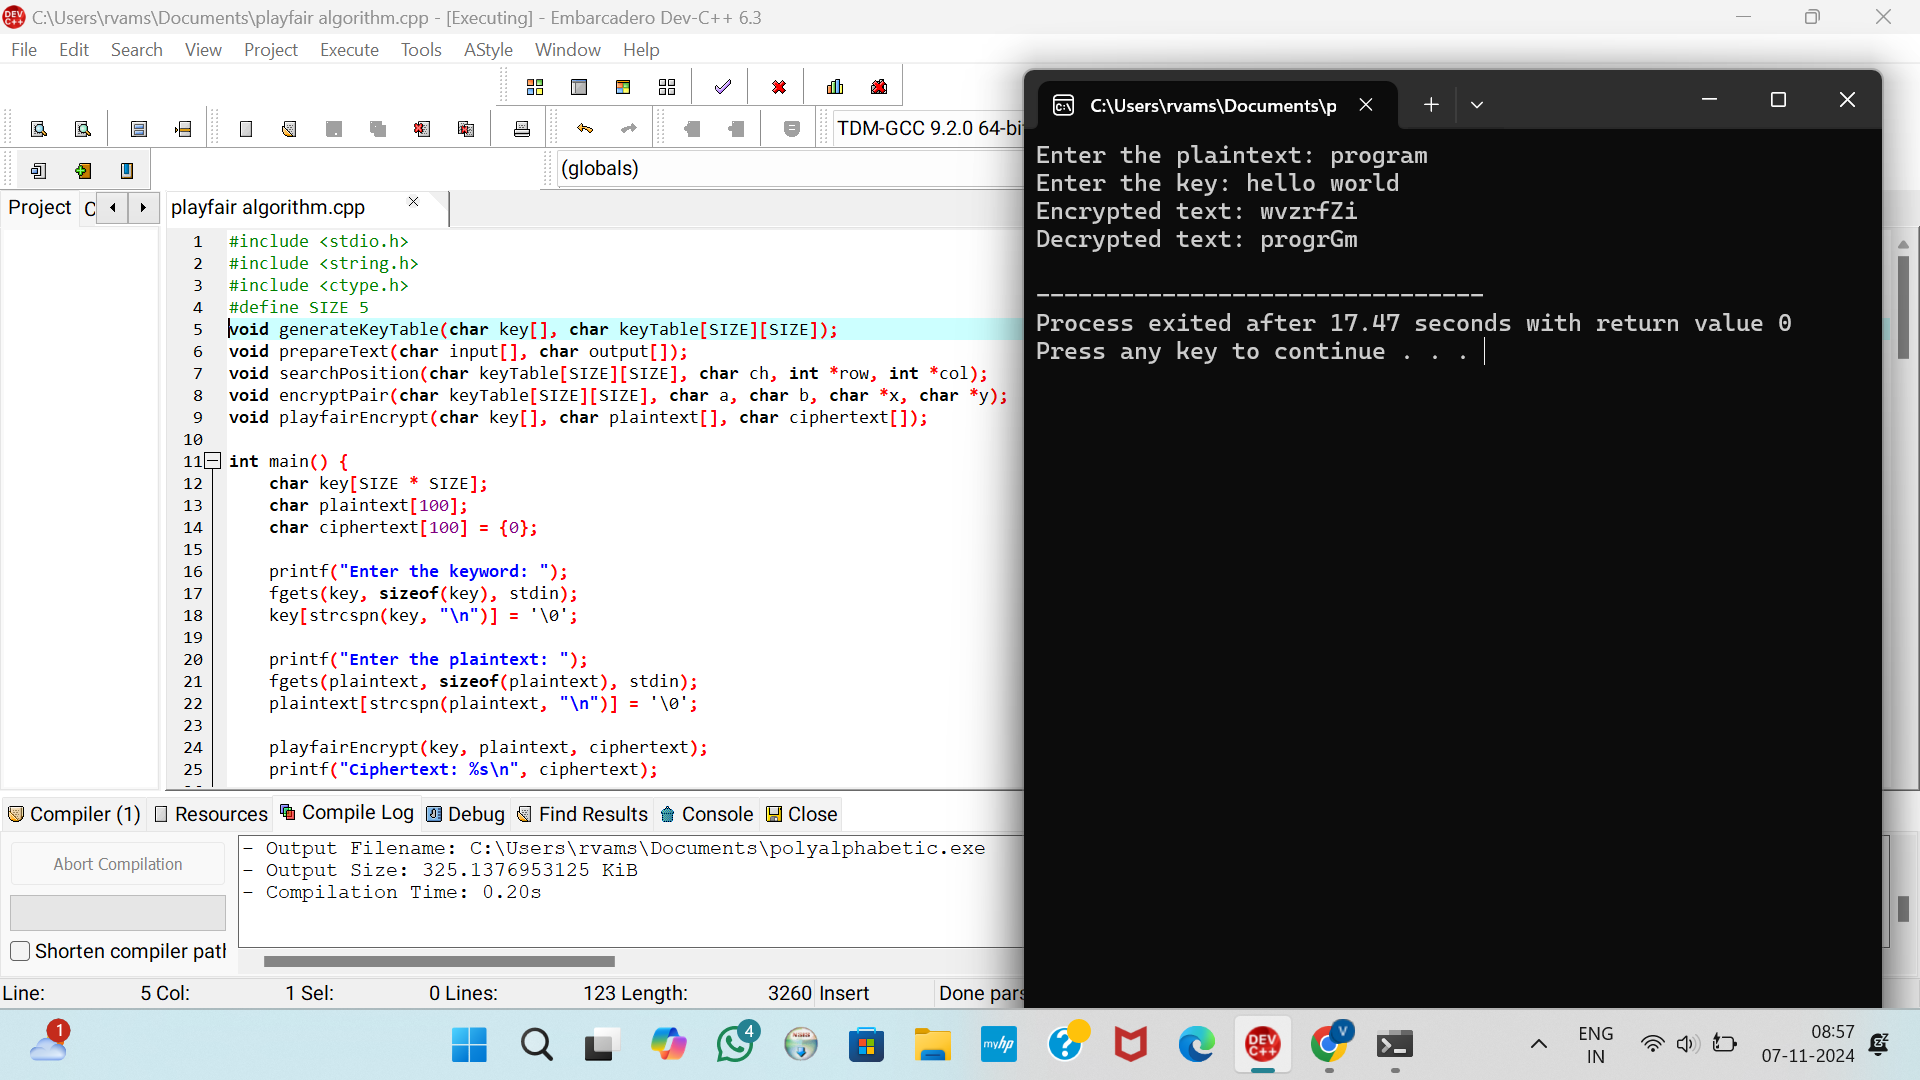 C:\Users\rvams\Documents\playfair algorithm.cpp - [Executing] - Embarcadero Dev-C++ 6.3
File Edit Search View Project Execute Tools AStyle Window Help
TDM-GCC 9.2.0 64-bi
(globals)
Project
playfair algorithm.cpp
1 #include <stdio.h>
2 #include <string.h>
3 #include <ctype.h>
4 #define SIZE 5
5 void generateKeyTable(char key[], char keyTable[SIZE][SIZE]);
6 void prepareText(char input[], char output[]);
7 void searchPosition(char keyTable[SIZE][SIZE], char ch, int *row, int *col);
8 void encryptPair(char keyTable[SIZE][SIZE], char a, char b, char *x, char *y);
9 void playfairEncrypt(char key[], char plaintext[], char ciphertext[]);
10
11 int main() {
12 char key[SIZE * SIZE];
13 char plaintext[100];
14 char ciphertext[100] = {0};
15
16 printf("Enter the keyword: ");
17 fgets(key, sizeof(key), stdin);
18 key[strcspn(key, "\n")] = '\0';
19
20 printf("Enter the plaintext: ");
21 fgets(plaintext, sizeof(plaintext), stdin);
22 plaintext[strcspn(plaintext, "\n")] = '\0';
23
24 playfairEncrypt(key, plaintext, ciphertext);
25 printf("Ciphertext: %s\n", ciphertext);
C:\Users\rvams\Documents\p
Enter the plaintext: program
Enter the key: hello world
Encrypted text: wvzrfZi
Decrypted text: progrGm
--------------------------------
Process exited after 17.47 seconds with return value 0
Press any key to continue . . .
Compiler (1) Resources Compile Log Debug Find Results Console Close
Abort Compilation
Shorten compiler path
- Output Filename: C:\Users\rvams\Documents\polyalphabetic.exe
- Output Size: 325.1376953125 KiB
- Compilation Time: 0.20s
Line: 5 Col: 1 Sel: 0 Lines: 123 Length: 3260 Insert Done pars
1
4
myhp
DEV C++
V
ENG
IN
08:57
07-11-2024